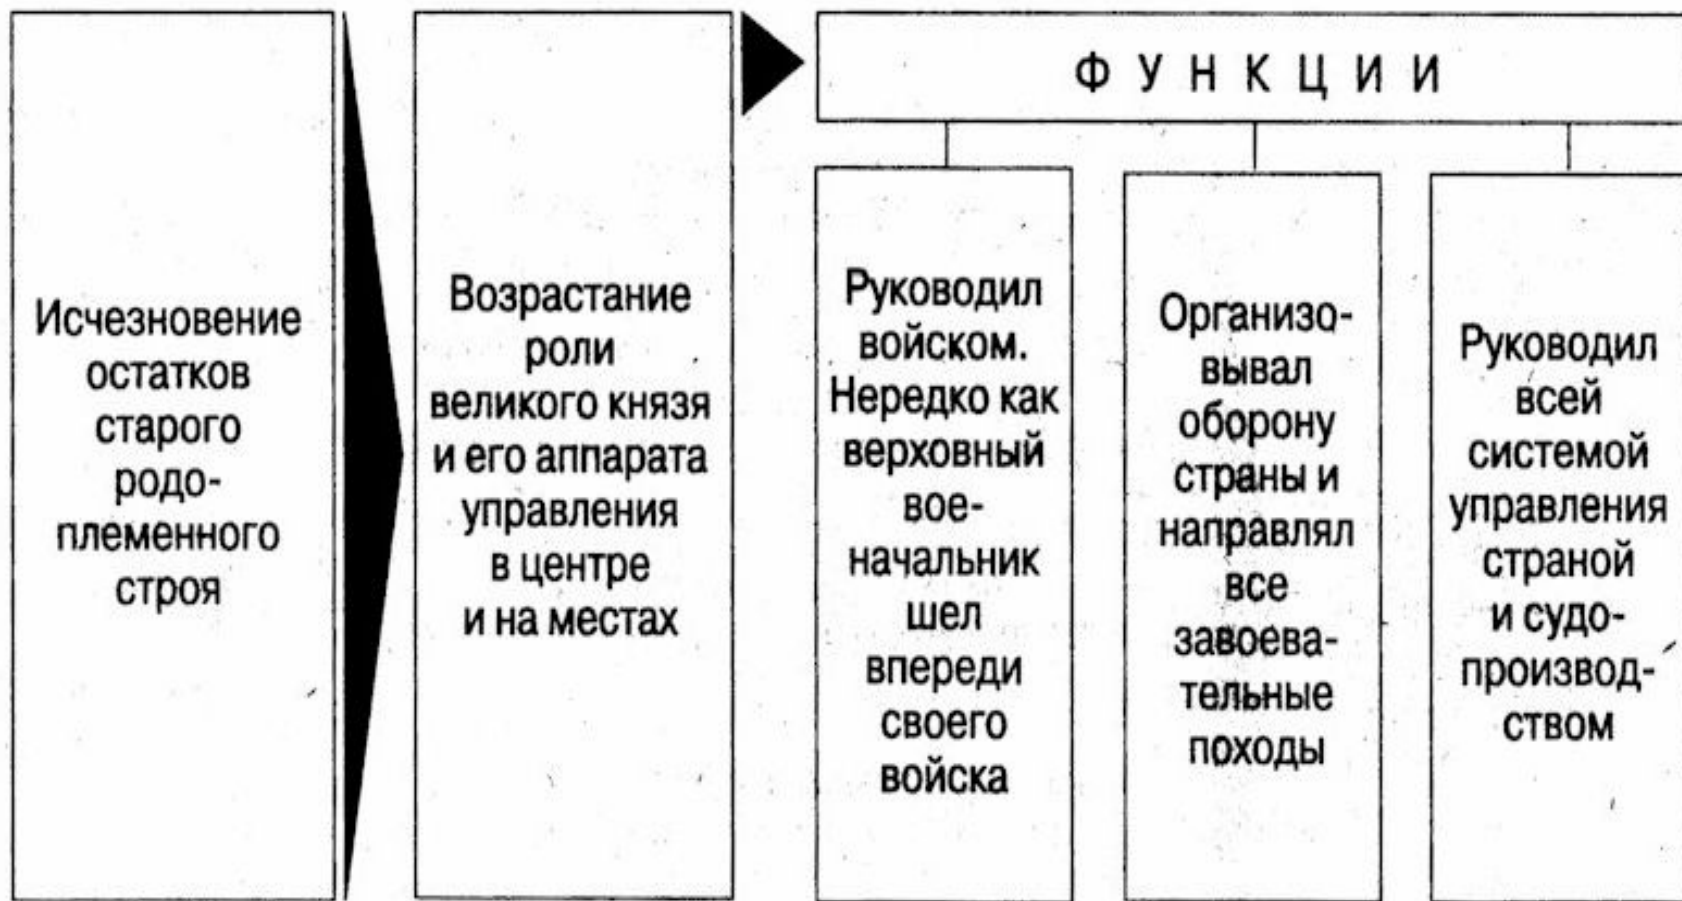 Исчезновение
остатков
старого
родо-
племенного
строя
Возрастание
роли
великого князя
и его аппарата
управления
в центре
и на местах
ФУНКЦИИ
Руководил
войском.
Нередко как
верховный
вое-
начальник
шел
впереди
своего
войска
Организо-
вывал
оборону
страны и
направлял
все
завоева-
тельные
походы
Руководил
всей
системой
управления
страной
и судо-
производ-
ством